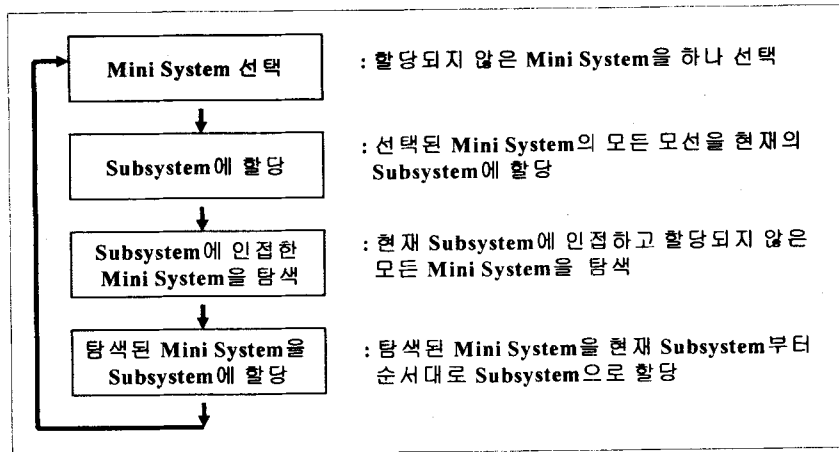 Mini System 선택
: 할당되지 않은 Mini System을 하나 선택
Subsystem에 할당
: 선택된 Mini System의 모든 모선을 현재의
Subsystem에 할당
Subsystem에 인접한
Mini System을 탐색
: 현재 Subsystem에 인접하고 할당되지 않은
모든 Mini System을 탐색
탐색된 Mini System을
Subsystem에 할당
: 탐색된 Mini System을 현재 Subsystem부터
순서대로 Subsystem으로 할당